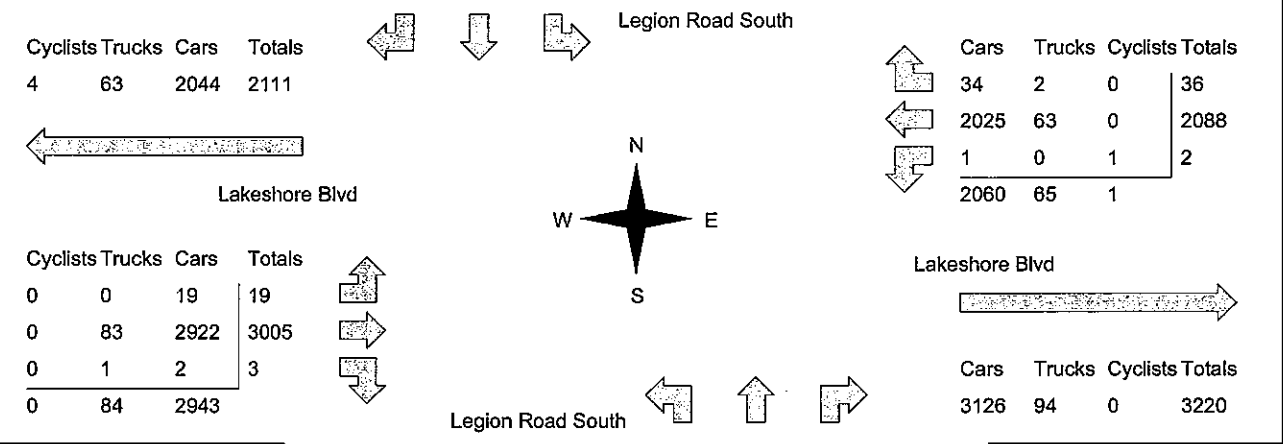 Legion Road South
Cyclists Trucks Cars Totals
4 63 2044 2111
Cars Trucks Cyclists Totals
34 2 0 36
2025 63 0 2088
1 0 1 2
2060 65 1
Lakeshore Blvd
N
W E
S
Cyclists Trucks Cars Totals
0 0 19 19
0 83 2922 3005
0 1 2 3
0 84 2943
Lakeshore Blvd
Cars Trucks Cyclists Totals
3126 94 0 3220
Legion Road South